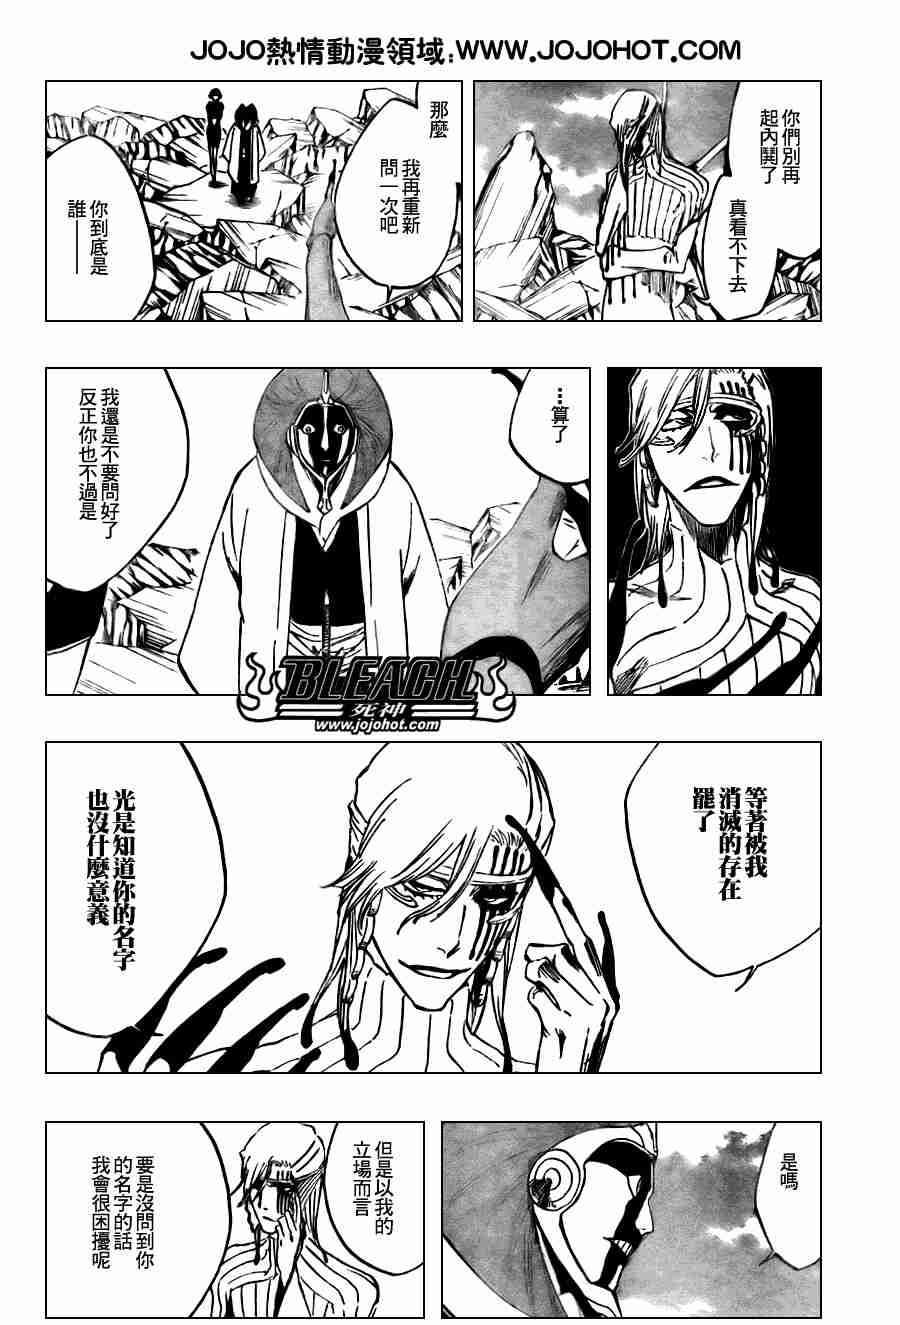 JOJO熱情動漫領域:WWW.JOJOHOT.COM
你們別再
起內鬨了
真看不下去
那麼
我再重新
問一次吧
你到底是
誰——
…算了
我還是不要問好了
反正你也不過是
BLEACH
死神
www.jojohot.com
等著被我
消滅的存在
罷了
光是知道你的名字
也沒什麼意義
是嗎
但是以我的
立場而言
要是沒問到你
的名字的話
我會很困擾呢